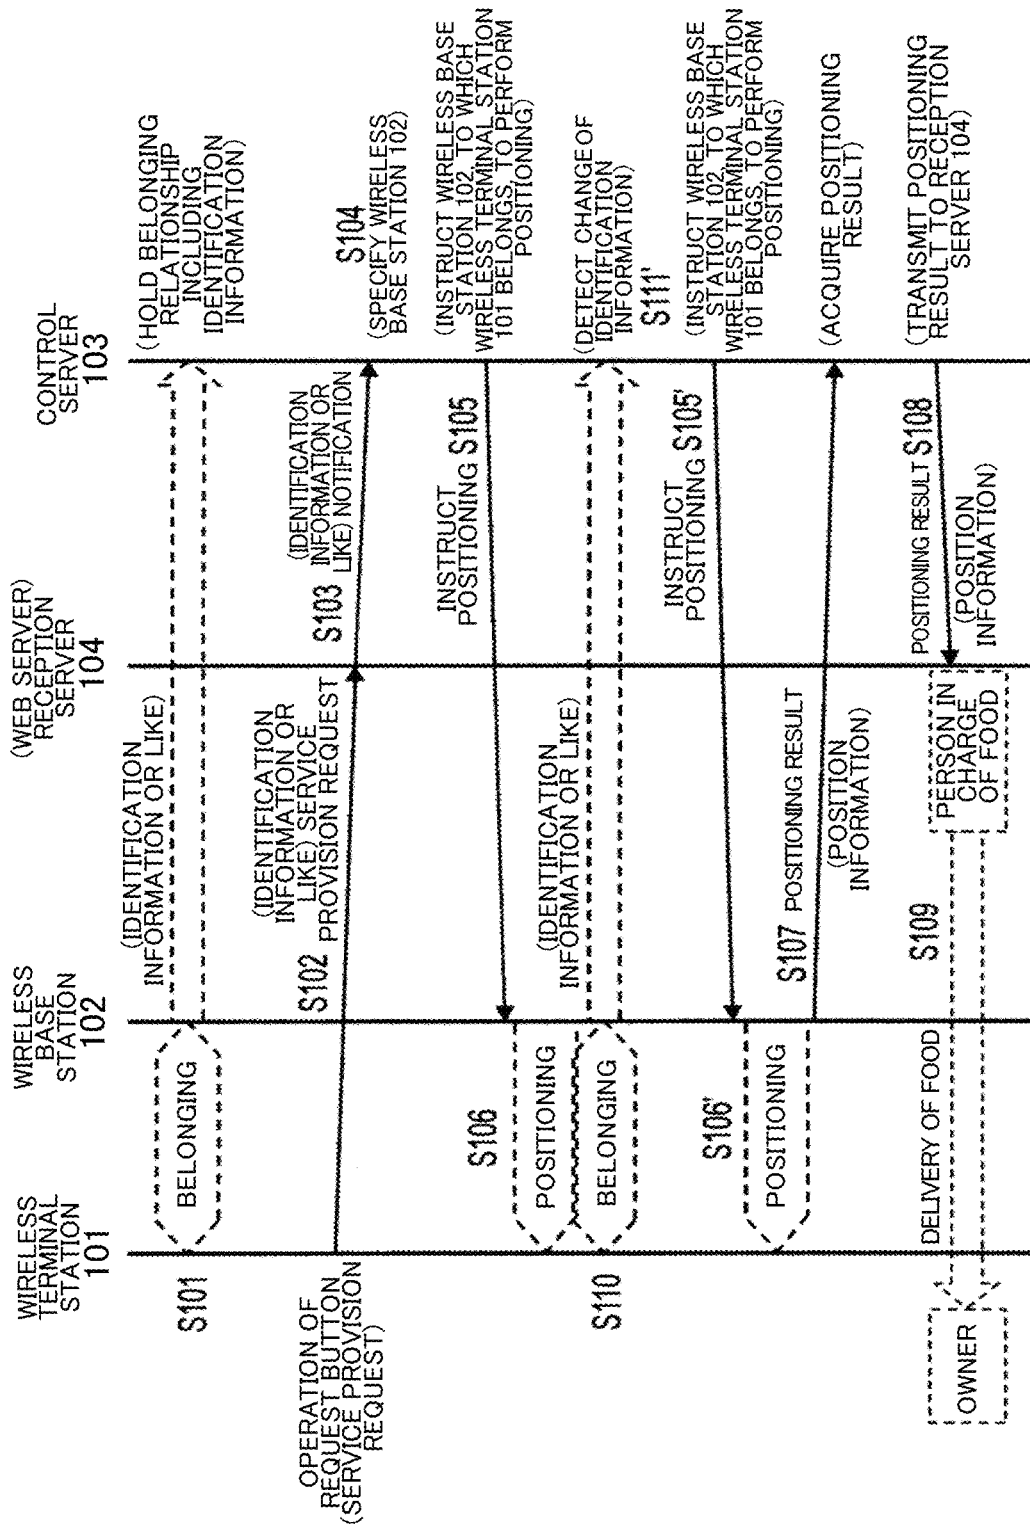 WIRELESS
TERMINAL
STATION
101
WIRELESS
BASE
STATION
102
(WEB SERVER)
RECEPTION
SERVER
104
CONTROL
SERVER
103
S101
BELONGING
(IDENTIFICATION
INFORMATION OR LIKE)
(HOLD BELONGING
RELATIONSHIP
INCLUDING
IDENTIFICATION
INFORMATION)
OPERATION OF
REQUEST BUTTON
(SERVICE PROVISION
REQUEST)
S102
(IDENTIFICATION
INFORMATION OR
LIKE) SERVICE
PROVISION REQUEST
S103
(IDENTIFICATION
INFORMATION OR
LIKE) NOTIFICATION
S104
(SPECIFY WIRELESS
BASE STATION 102)
INSTRUCT
POSITIONING S105
(INSTRUCT WIRELESS BASE
STATION 102, TO WHICH
WIRELESS TERMINAL STATION
101 BELONGS, TO PERFORM
POSITIONING)
S106
POSITIONING
S110
BELONGING
(IDENTIFICATION
INFORMATION OR LIKE)
(DETECT CHANGE OF
IDENTIFICATION
INFORMATION)
S111'
INSTRUCT
POSITIONING S105'
(INSTRUCT WIRELESS BASE
STATION 102, TO WHICH
WIRELESS TERMINAL STATION
101 BELONGS, TO PERFORM
POSITIONING)
S106'
POSITIONING
S107 POSITIONING RESULT
(POSITION
INFORMATION)
(ACQUIRE POSITIONING
RESULT)
POSITIONING RESULT S108
(POSITION
INFORMATION)
(TRANSMIT POSITIONING
RESULT TO RECEPTION
SERVER 104)
PERSON IN
CHARGE
OF FOOD
S109
DELIVERY OF FOOD
OWNER